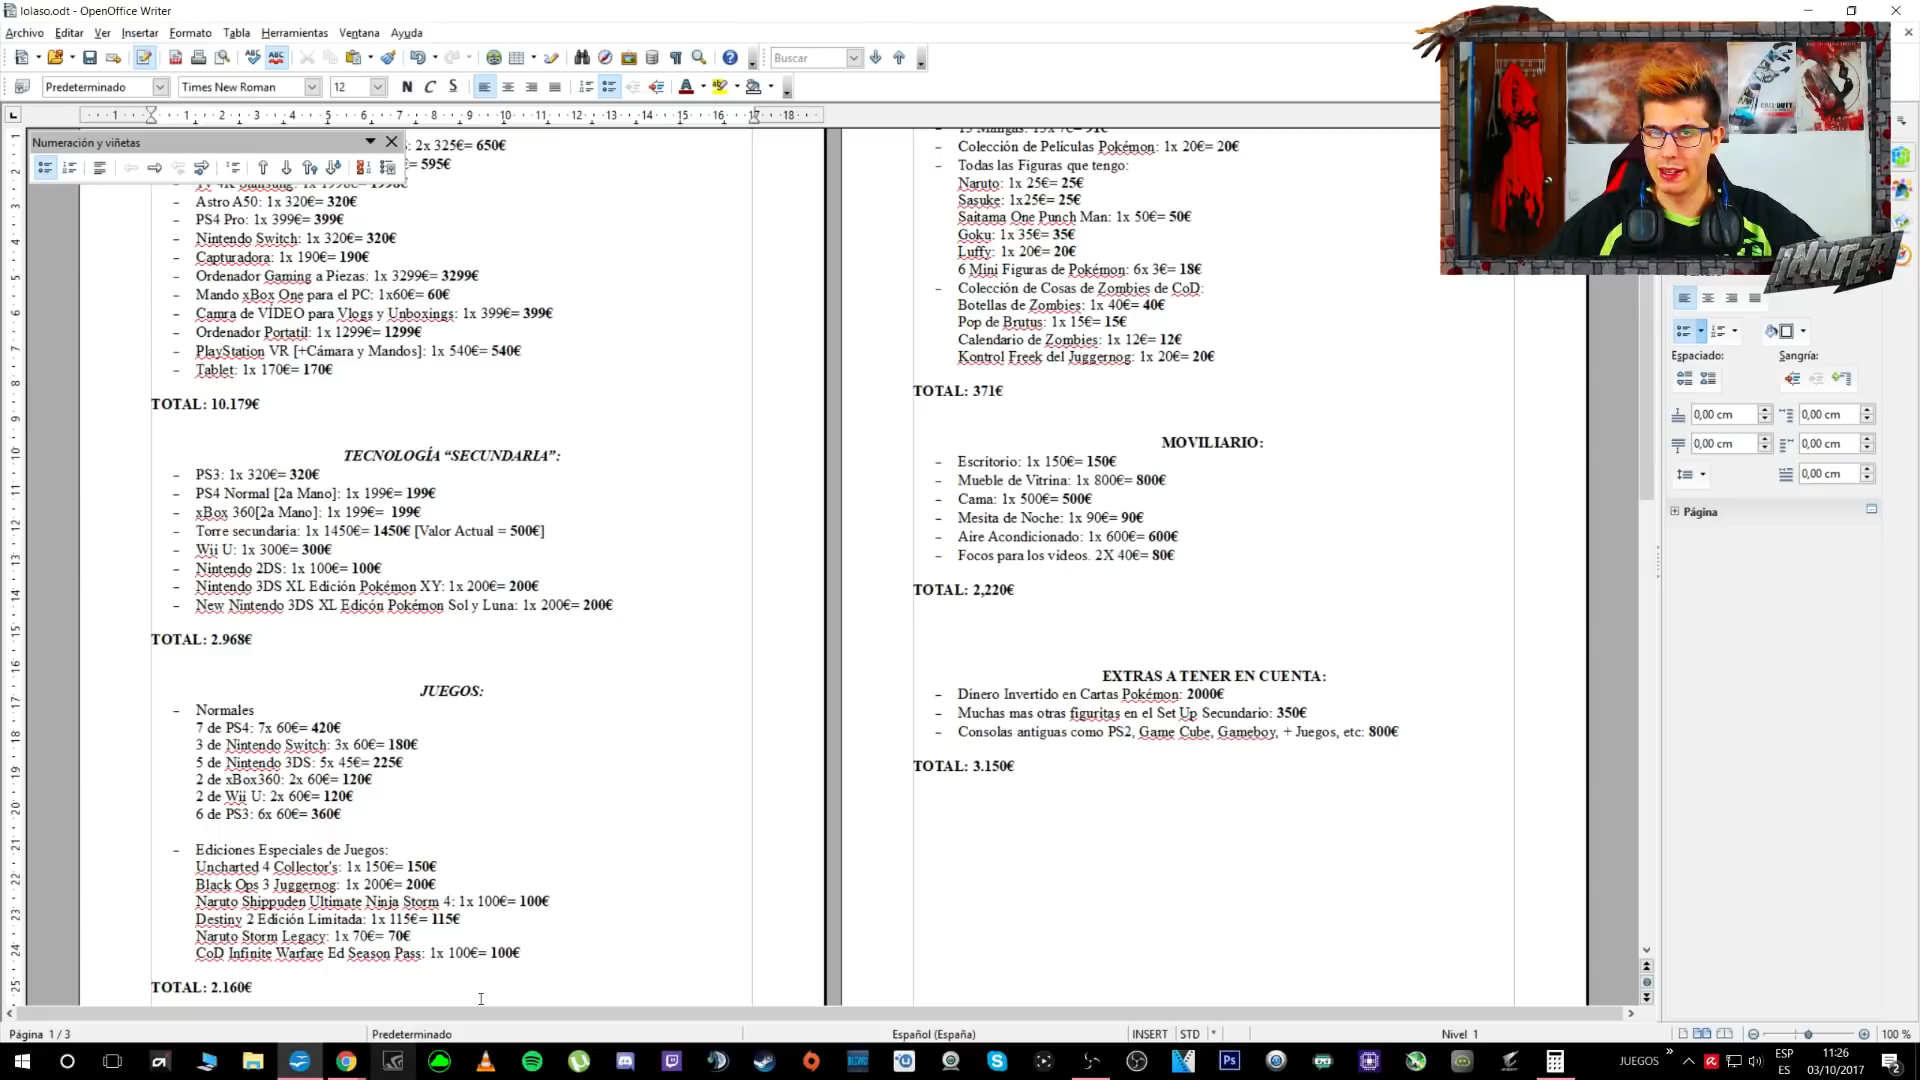 lolaso.odt - OpenOffice Writer
Archivo Editar Ver Insertar Formato Tabla Herramientas Ventana Ayuda
Buscar
Predeterminado Times New Roman 12 N C S
Numeración y viñetas
: 2x 325€= 650€
= 595€
Astro A50: 1x 320€= 320€
PS4 Pro: 1x 399€= 399€
Nintendo Switch: 1x 320€= 320€
Capturadora: 1x 190€= 190€
Ordenador Gaming a Piezas: 1x 3299€= 3299€
Mando xBox One para el PC: 1x60€= 60€
Camra de VIDEO para Vlogs y Unboxings: 1x 399€= 399€
Ordenador Portatil: 1x 1299€= 1299€
PlayStation VR [+Cámara y Mandos]: 1x 540€= 540€
Tablet: 1x 170€= 170€
TOTAL: 10.179€
TECNOLOGÍA “SECUNDARIA”:
- PS3: 1x 320€= 320€
- PS4 Normal [2a Mano]: 1x 199€= 199€
- xBox 360[2a Mano]: 1x 199€= 199€
- Torre secundaria: 1x 1450€= 1450€ [Valor Actual = 500€]
- Wii U: 1x 300€= 300€
- Nintendo 2DS: 1x 100€= 100€
- Nintendo 3DS XL Edición Pokémon XY: 1x 200€= 200€
- New Nintendo 3DS XL Edicón Pokémon Sol y Luna: 1x 200€= 200€
TOTAL: 2.968€
JUEGOS:
- Normales
7 de PS4: 7x 60€= 420€
3 de Nintendo Switch: 3x 60€= 180€
5 de Nintendo 3DS: 5x 45€= 225€
2 de xBox360: 2x 60€= 120€
2 de Wii U: 2x 60€= 120€
6 de PS3: 6x 60€= 360€
- Ediciones Especiales de Juegos:
Uncharted 4 Collector's: 1x 150€= 150€
Black Ops 3 Juggernog: 1x 200€= 200€
Naruto Shippuden Ultimate Ninja Storm 4: 1x 100€= 100€
Destiny 2 Edición Limitada: 1x 115€= 115€
Naruto Storm Legacy: 1x 70€= 70€
CoD Infinite Warfare Ed Season Pass: 1x 100€= 100€
TOTAL: 2.160€
- 13 Mangas: 13x 7€= 91€
- Colección de Peliculas Pokémon: 1x 20€= 20€
- Todas las Figuras que tengo:
Naruto: 1x 25€= 25€
Sasuke: 1x25€= 25€
Saitama One Punch Man: 1x 50€= 50€
Goku: 1x 35€= 35€
Luffy: 1x 20€= 20€
6 Mini Figuras de Pokémon: 6x 3€= 18€
- Colección de Cosas de Zombies de CoD:
Botellas de Zombies: 1x 40€= 40€
Pop de Brutus: 1x 15€= 15€
Calendario de Zombies: 1x 12€= 12€
Kontrol Freek del Juggernog: 1x 20€= 20€
TOTAL: 371€
MOVILIARIO:
- Escritorio: 1x 150€= 150€
- Mueble de Vitrina: 1x 800€= 800€
- Cama: 1x 500€= 500€
- Mesita de Noche: 1x 90€= 90€
- Aire Acondicionado: 1x 600€= 600€
- Focos para los videos. 2X 40€= 80€
TOTAL: 2,220€
EXTRAS A TENER EN CUENTA:
- Dinero Invertido en Cartas Pokémon: 2000€
- Muchas mas otras figuritas en el Set Up Secundario: 350€
- Consolas antiguas como PS2, Game Cube, Gameboy, + Juegos, etc: 800€
TOTAL: 3.150€
CALL OF DUTY
Espaciado: Sangría:
0,00 cm 0,00 cm
0,00 cm 0,00 cm
0,00 cm
Página
Página 1 / 3 Predeterminado Español (España) INSERT STD * Nivel 1 100 %
JUEGOS ESP ES 11:26 03/10/2017